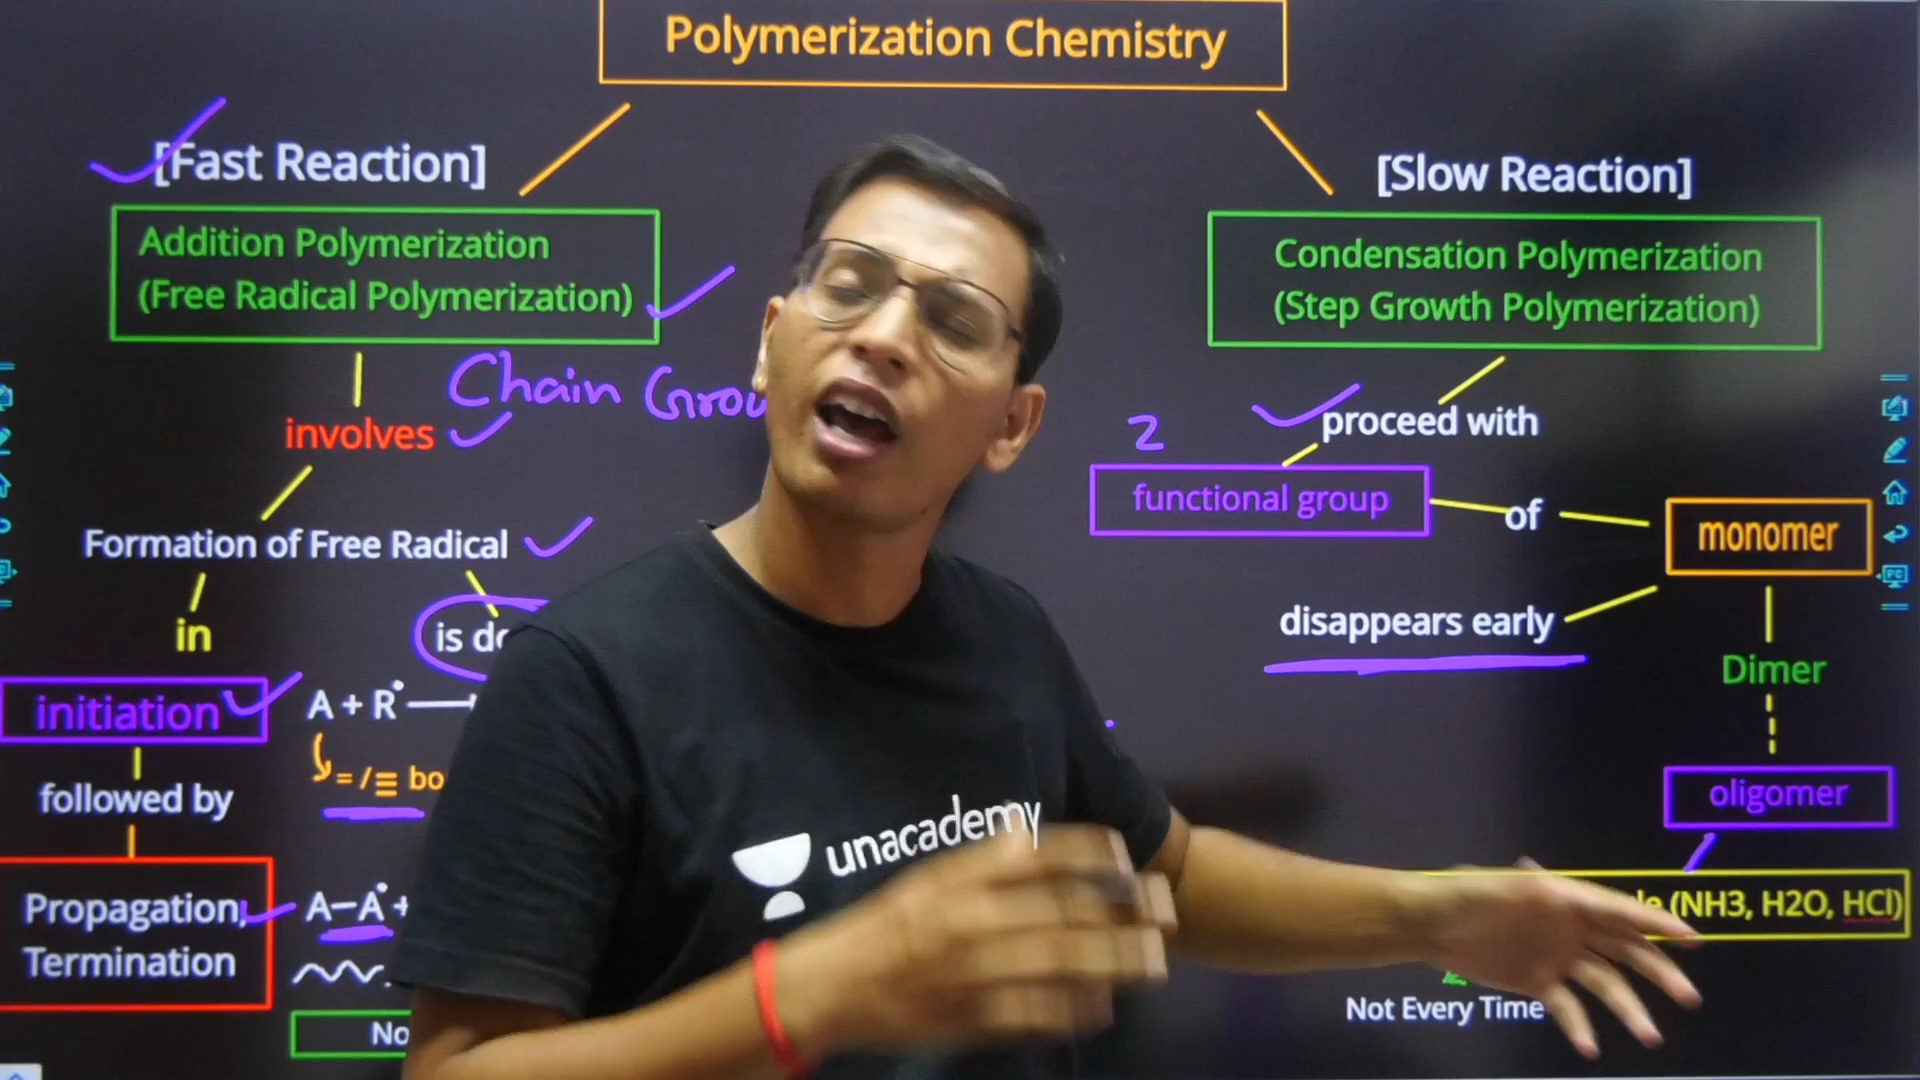 Polymerization Chemistry
[Fast Reaction]
[Slow Reaction]
Addition Polymerization
(Free Radical Polymerization)
Condensation Polymerization
(Step Growth Polymerization)
Chain
involves
2
proceed with
functional group
of
monomer
Formation of Free Radical
in
is
disappears early
Dimer
initiation
A + R
= / ≡
followed by
oligomer
unacademy
Propagation,
Termination
A–A +
(NH3, H2O, HCl)
Not Every Time
PC